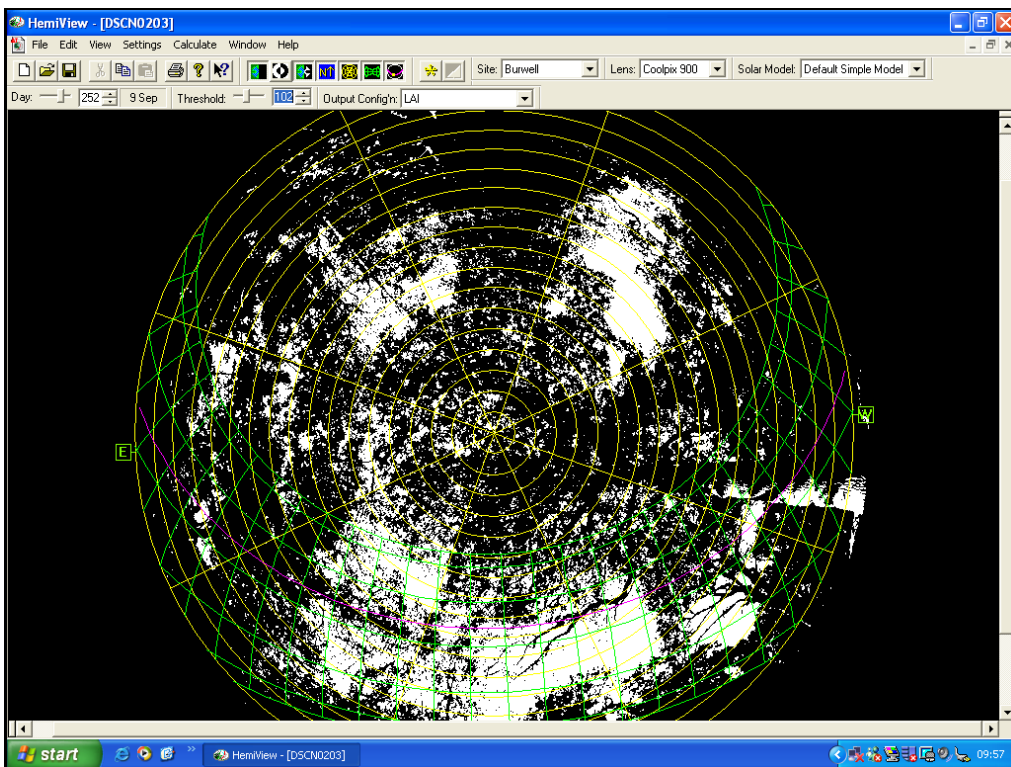 HemiView - [DSCN0203]
File Edit View Settings Calculate Window Help
N↑ Site: Burwell Lens: Coolpix 900 Solar Model: Default Simple Model
Day: 252 9 Sep Threshold: 102 Output Config'n: LAI
W
E
start HemiView - [DSCN0203] 09:57